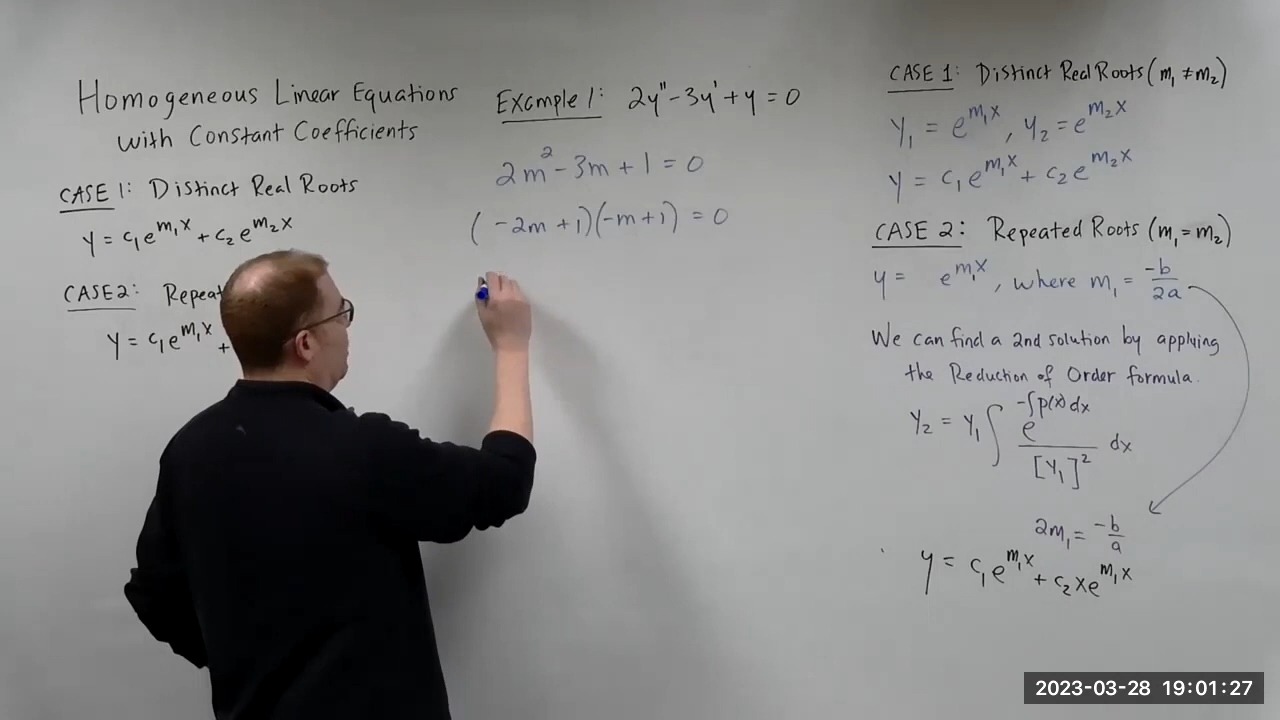 Homogeneous Linear Equations
with Constant Coefficients
CASE 1: Distinct Real Roots
y = c₁e^{m₁x} + c₂e^{m₂x}
CASE 2: Repeat
y = c₁e^{m₁x} +
Example 1: 2y'' - 3y' + y = 0
2m² - 3m + 1 = 0
( -2m + 1)(-m + 1) = 0
CASE 1: Distinct Real Roots (m₁ ≠ m₂)
y₁ = e^{m₁x}, y₂ = e^{m₂x}
y = c₁e^{m₁x} + c₂e^{m₂x}
CASE 2: Repeated Roots (m₁ = m₂)
y = e^{m₁x}, where m₁ = -b/2a
We can find a 2nd solution by applying
the Reduction of Order formula.
y₂ = y₁ ∫ e^{-∫p(x)dx}/[y₁]² dx
2m₁ = -b/a
y = c₁e^{m₁x} + c₂xe^{m₁x}
2023-03-28 19:01:27